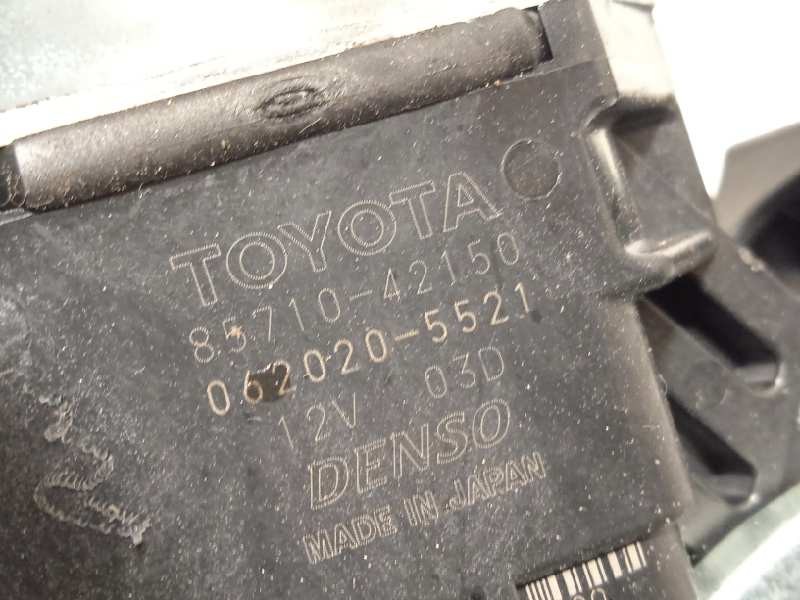 TOYOTA
85710-42150
062020-5521
12V 03D
DENSO
MADE IN JAPAN